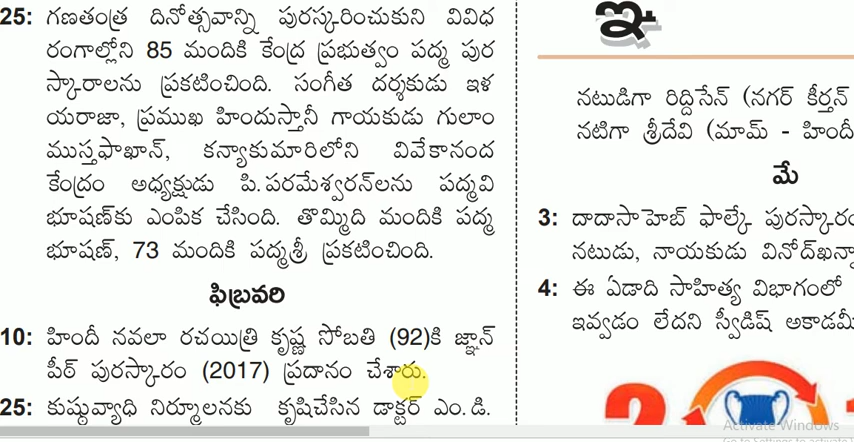 25: గణతంత్ర దినోత్సవాన్ని పురస్కరించుకుని వివిధ
రంగాల్లోని 85 మందికి కేంద్ర ప్రభుత్వం పద్మ పుర
స్కారాలను ప్రకటించింది. సంగీత దర్శకుడు ఇళ
యరాజా, ప్రముఖ హిందుస్తానీ గాయకుడు గులాం
ముస్తఫాఖాన్, కన్యాకుమారిలోని వివేకానంద
కేంద్రం అధ్యక్షుడు పి.పరమేశ్వరన్‌లను పద్మవి
భూషణ్‌కు ఎంపిక చేసింది. తొమ్మిది మందికి పద్మ
భూషణ్, 73 మందికి పద్మశ్రీ ప్రకటించింది.
ఫిబ్రవరి
10: హిందీ నవలా రచయిత్రి కృష్ణ సోబతి (92)కి జ్ఞాన్
పీఠ్ పురస్కారం (2017) ప్రదానం చేశారు.
25: కుష్ఠువ్యాధి నిర్మూలనకు కృషిచేసిన డాక్టర్ ఎం.డి.
నటుడిగా రిద్దిసేన్ (నగర్ కీర్తన్
నటిగా శ్రీదేవి (మామ్ - హిందీ
మే
3: దాదాసాహెబ్ ఫాల్కే పురస్కారం
నటుడు, నాయకుడు వినోద్‌ఖన్నా
4: ఈ ఏడాది సాహిత్య విభాగంలో
ఇవ్వడం లేదని స్వీడిష్ అకాడమీ
Activate Windows